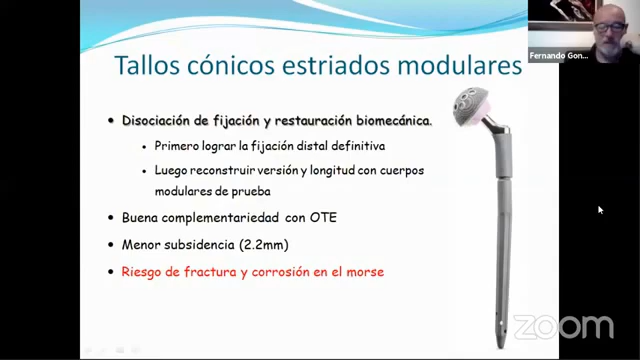 Fernando Gon...
Tallos cónicos estriados modulares
Disociación de fijación y restauración biomecánica.
Primero lograr la fijación distal definitiva
Luego reconstruir versión y longitud con cuerpos
modulares de prueba
Buena complementariedad con OTE
Menor subsidencia (2.2mm)
Riesgo de fractura y corrosión en el morse
zoom